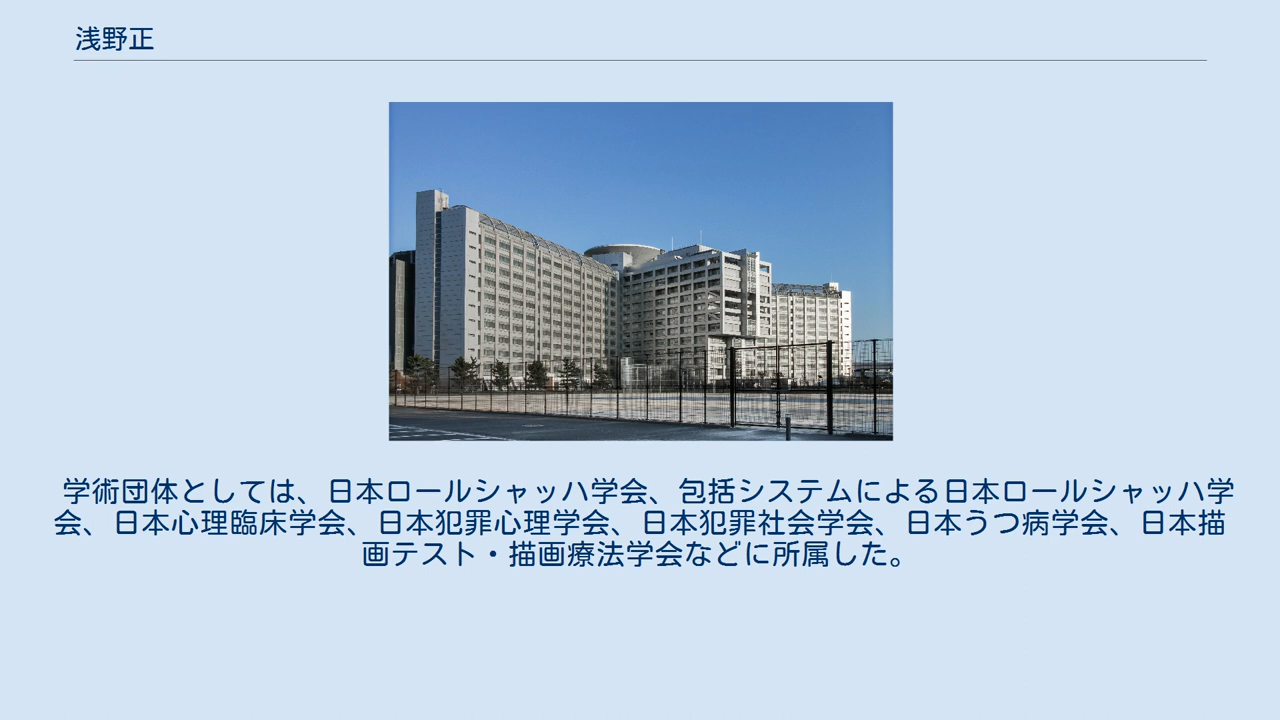 浅野正
学術団体としては、日本ロールシャッハ学会、包括システムによる日本ロールシャッハ学
会、日本心理臨床学会、日本犯罪心理学会、日本犯罪社会学会、日本うつ病学会、日本描
画テスト・描画療法学会などに所属した。